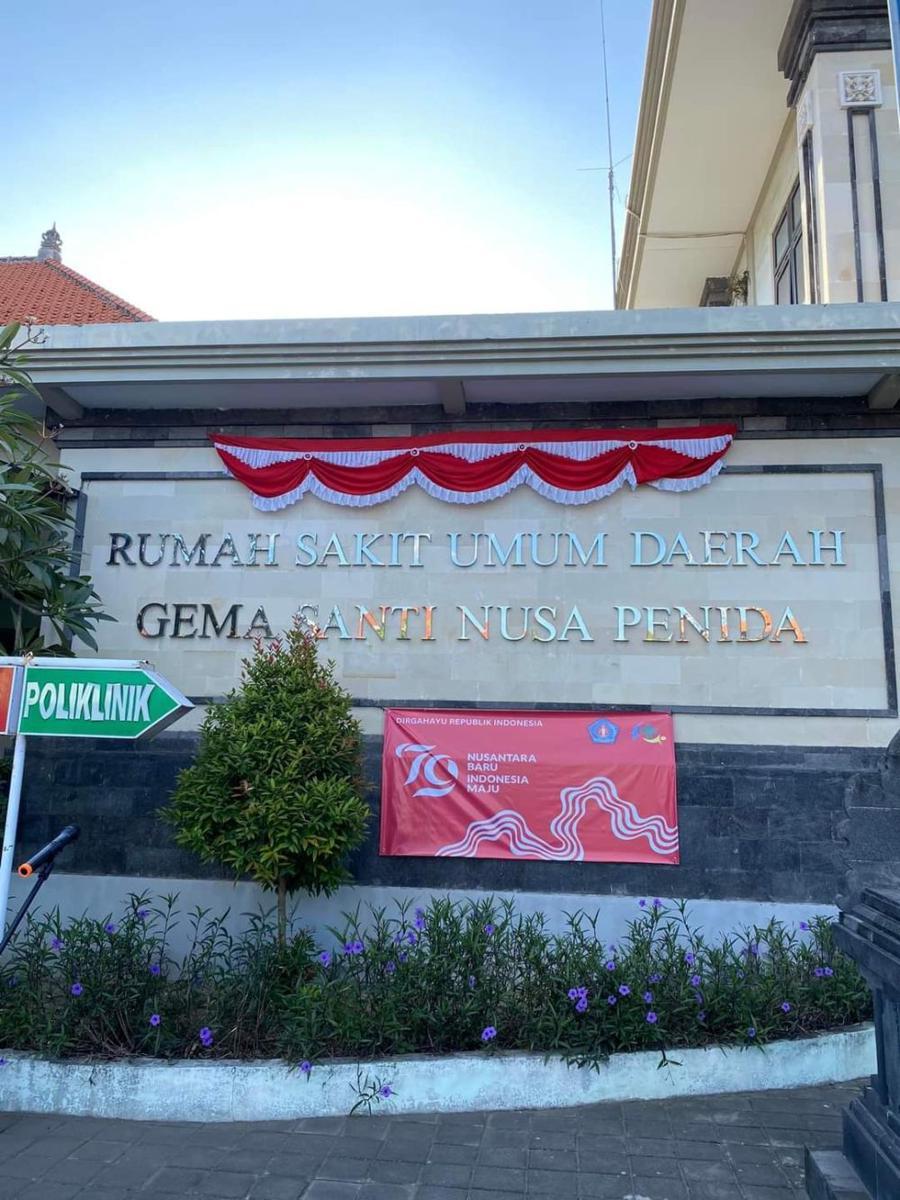 RUMAH SAKIT UMUM DAERAH
GEMA SANTI NUSA PENIDA
POLIKLINIK
DIRGAHAYU REPUBLIK INDONESIA
79
NUSANTARA
BARU
INDONESIA
MAJU